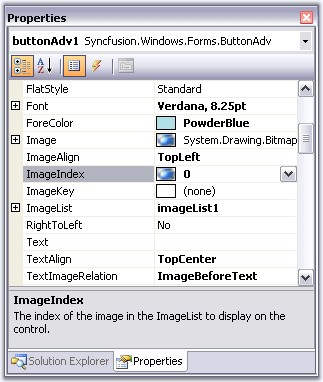 Properties
buttonAdv1 Syncfusion.Windows.Forms.ButtonAdv
FlatStyle Standard
Font Verdana, 8.25pt
ForeColor PowderBlue
Image System.Drawing.Bitmap
ImageAlign TopLeft
ImageIndex 0
ImageKey (none)
ImageList imageList1
RightToLeft No
Text
TextAlign TopCenter
TextImageRelation ImageBeforeText
ImageIndex
The index of the image in the ImageList to display on the
control.
Solution Explorer Properties